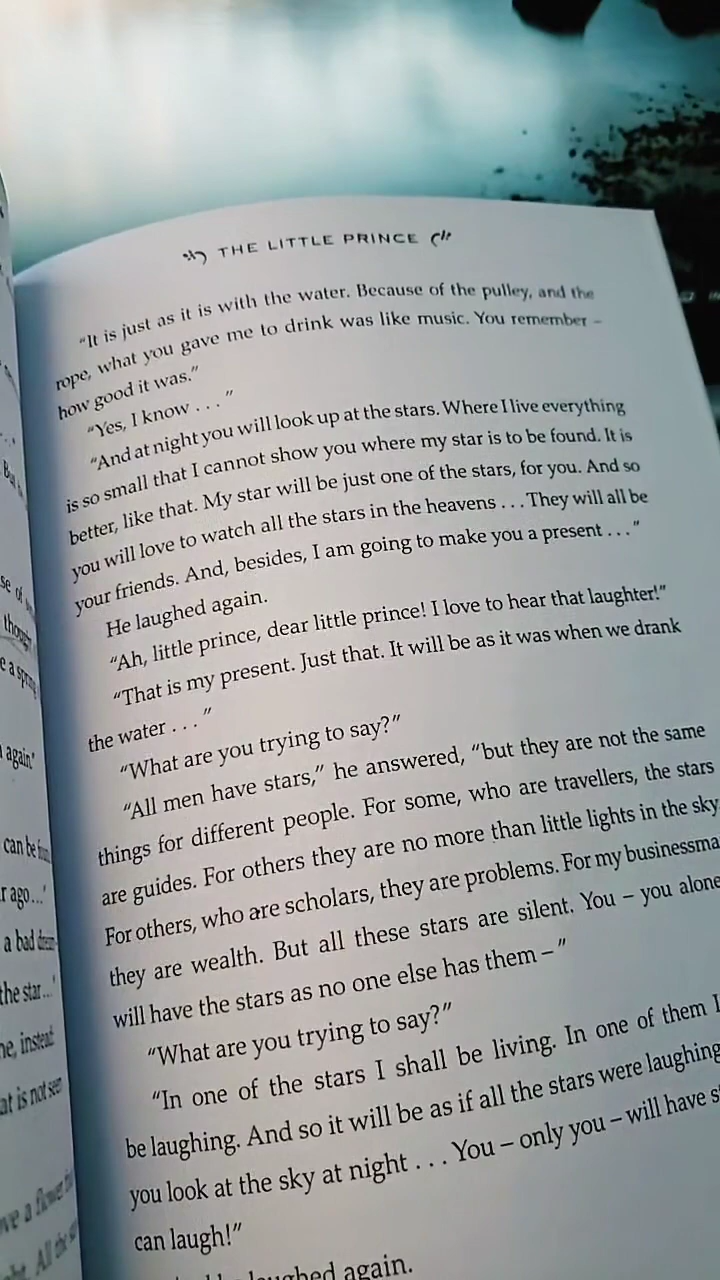 THE LITTLE PRINCE
“It is just as it is with the water. Because of the pulley, and the
rope, what you gave me to drink was like music. You remember –
how good it was.”
“Yes, I know . . . ”
“And at night you will look up at the stars. Where I live everything
is so small that I cannot show you where my star is to be found. It is
better, like that. My star will be just one of the stars, for you. And so
you will love to watch all the stars in the heavens . . . They will all be
your friends. And, besides, I am going to make you a present . . . ”
He laughed again.
“Ah, little prince, dear little prince! I love to hear that laughter!”
“That is my present. Just that. It will be as it was when we drank
the water . . . ”
“What are you trying to say?”
“All men have stars,” he answered, “but they are not the same
things for different people. For some, who are travellers, the stars
are guides. For others they are no more than little lights in the sky
For others, who are scholars, they are problems. For my businessma
they are wealth. But all these stars are silent. You – you alone
will have the stars as no one else has them – ”
“What are you trying to say?”
“In one of the stars I shall be living. In one of them I
be laughing. And so it will be as if all the stars were laughing
you look at the sky at night . . . You – only you – will have s
can laugh!”
laughed again.
again.’
can be
r ago...’
a bad
the star...’
me, instead
at is not seen
ve a flower